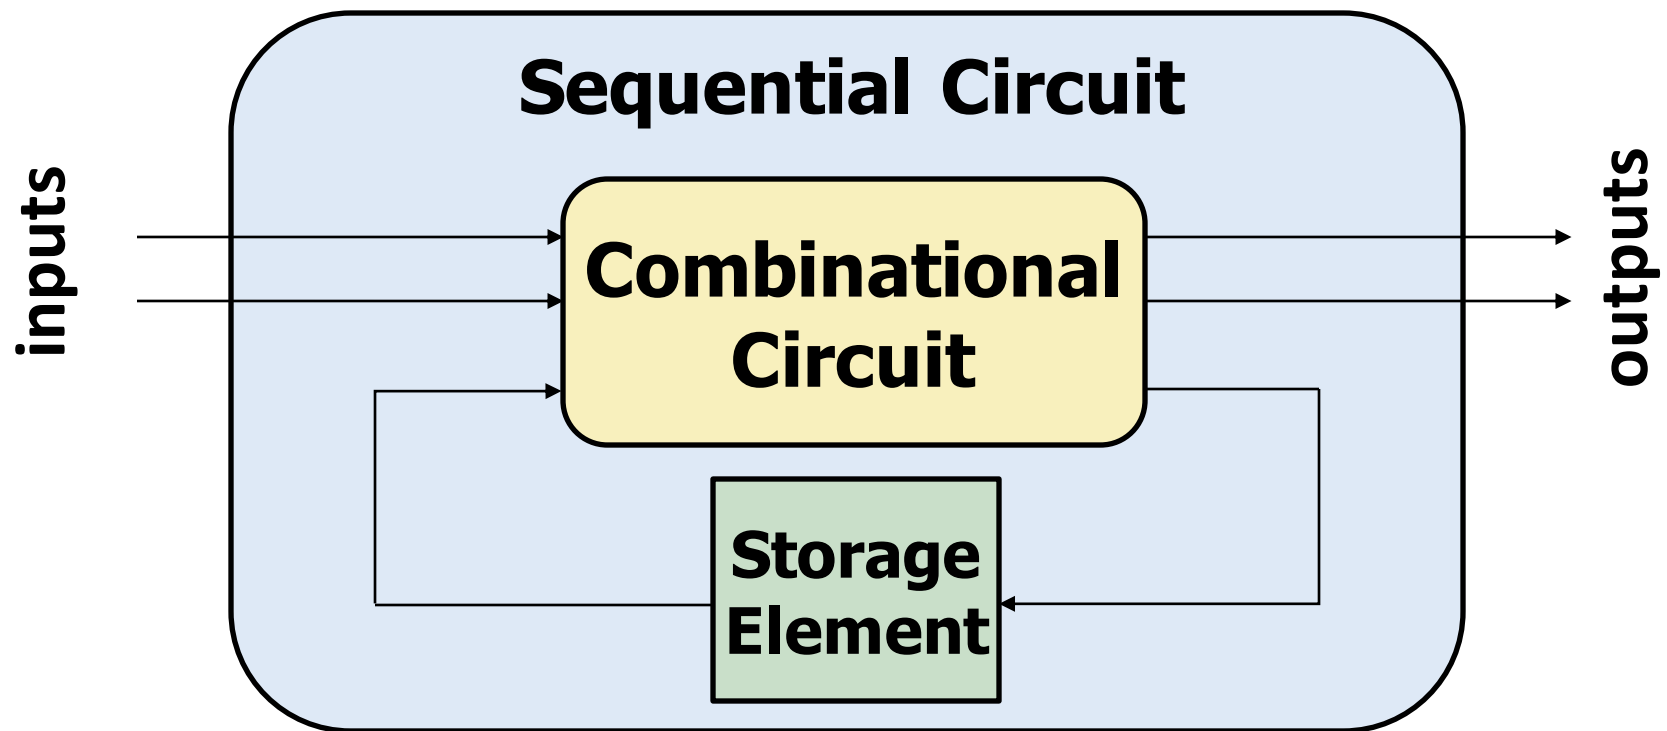 Sequential Circuit
inputs
Combinational
Circuit
outputs
Storage
Element